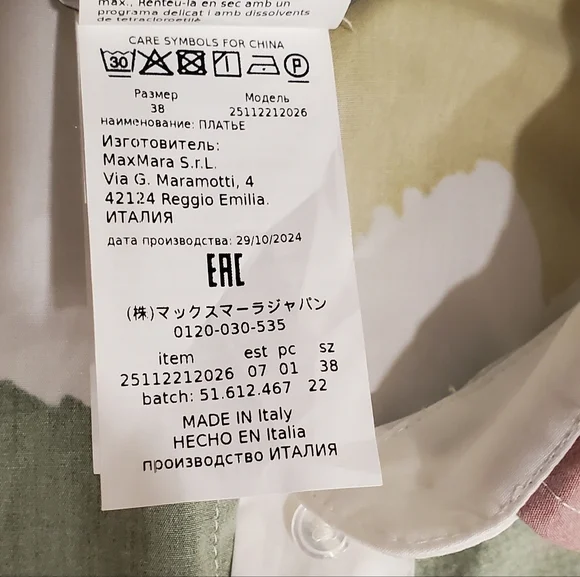 max., Renteu-la en sec amb un
programa delicat i amb dissolvents
de tetracloretilè
CARE SYMBOLS FOR CHINA
30 P
Размер Модель
38 25112212026
наименование: ПЛАТЬЕ
Изготовитель:
MaxMara S.r.L.
Via G. Maramotti, 4
42124 Reggio Emilia.
ИТАЛИЯ
дата производства: 29/10/2024
EAC
(株)マックスマーラジャパン
0120-030-535
item est pc sz
25112212026 07 01 38
batch: 51.612.467 22
MADE IN Italy
HECHO EN Italia
производство ИТАЛИЯ